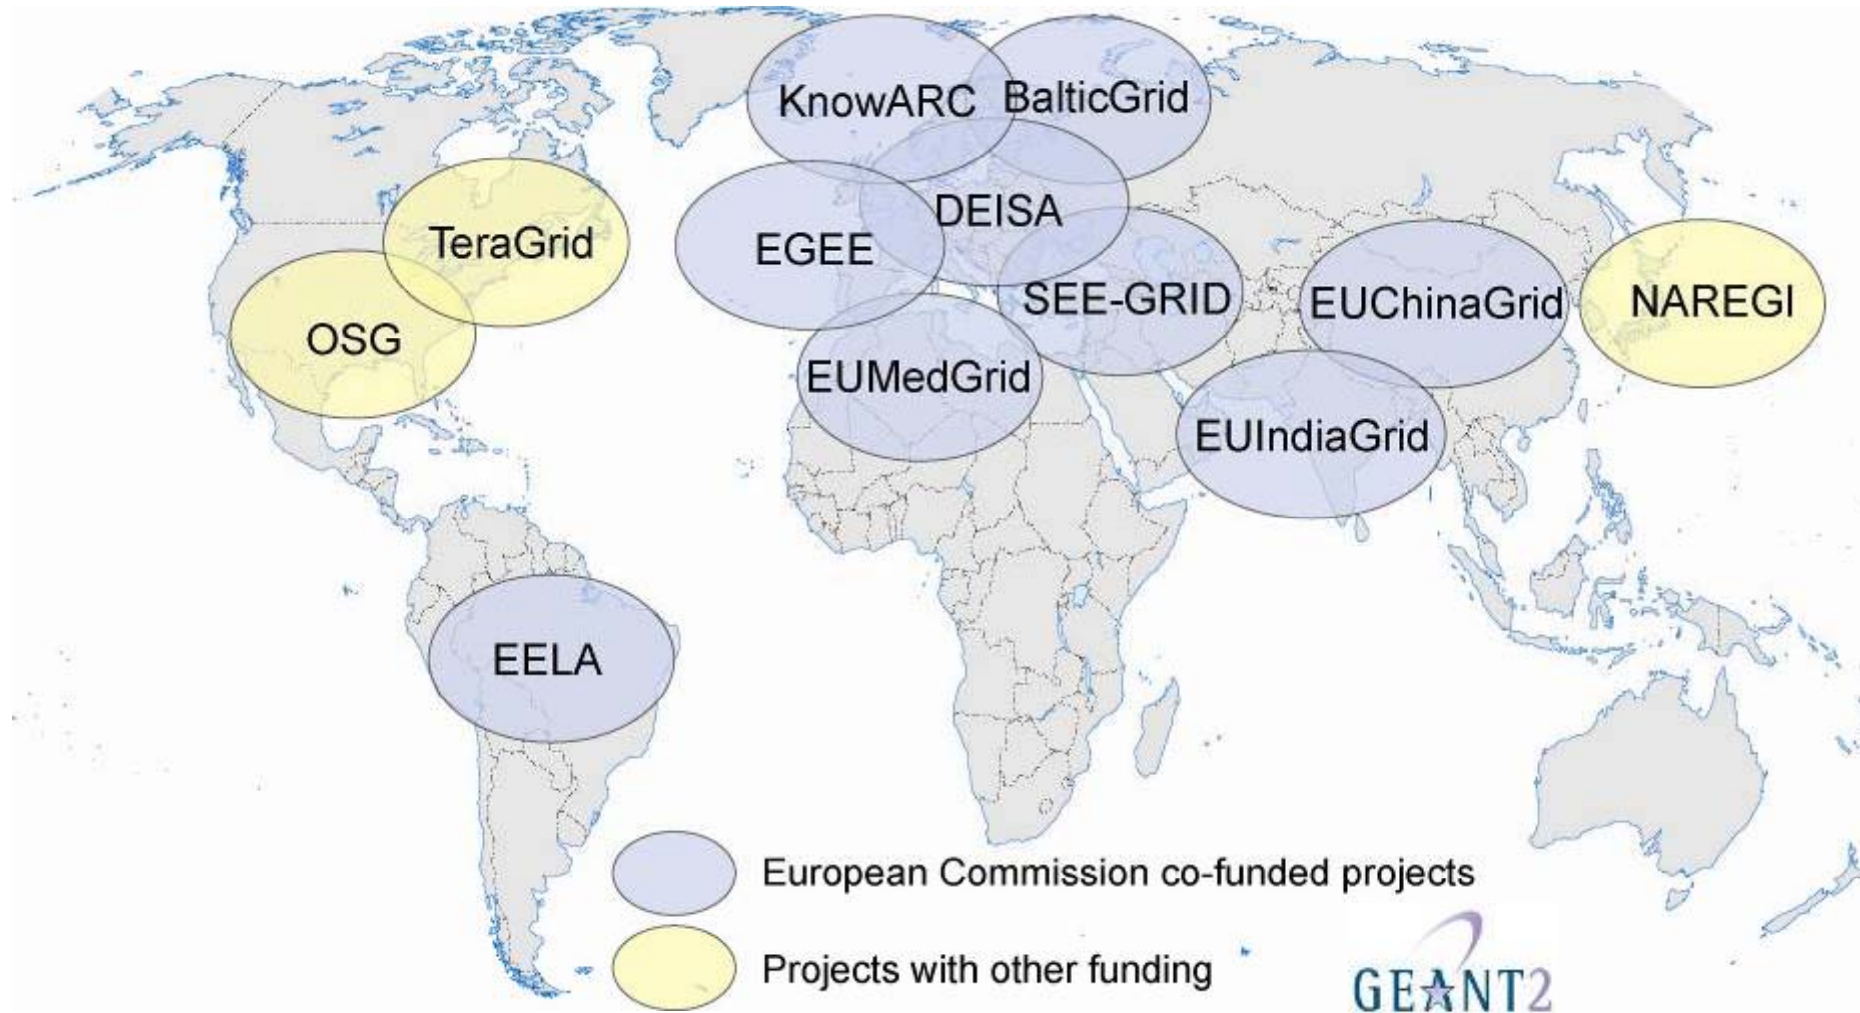 KnowARC
BalticGrid
TeraGrid
DEISA
EGEE
OSG
SEE-GRID
EUChinaGrid
NAREGI
EUMedGrid
EUIndiaGrid
EELA
European Commission co-funded projects
Projects with other funding
GEANT2